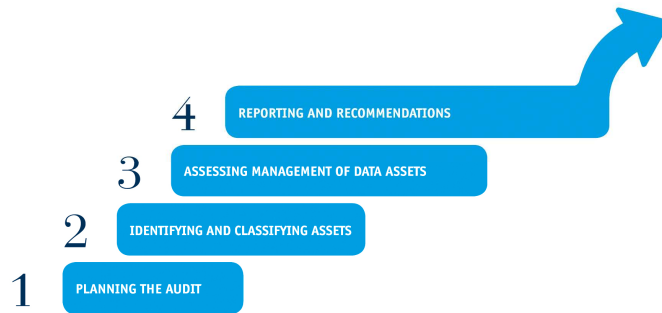 4 REPORTING AND RECOMMENDATIONS
3 ASSESSING MANAGEMENT OF DATA ASSETS
2 IDENTIFYING AND CLASSIFYING ASSETS
1 PLANNING THE AUDIT